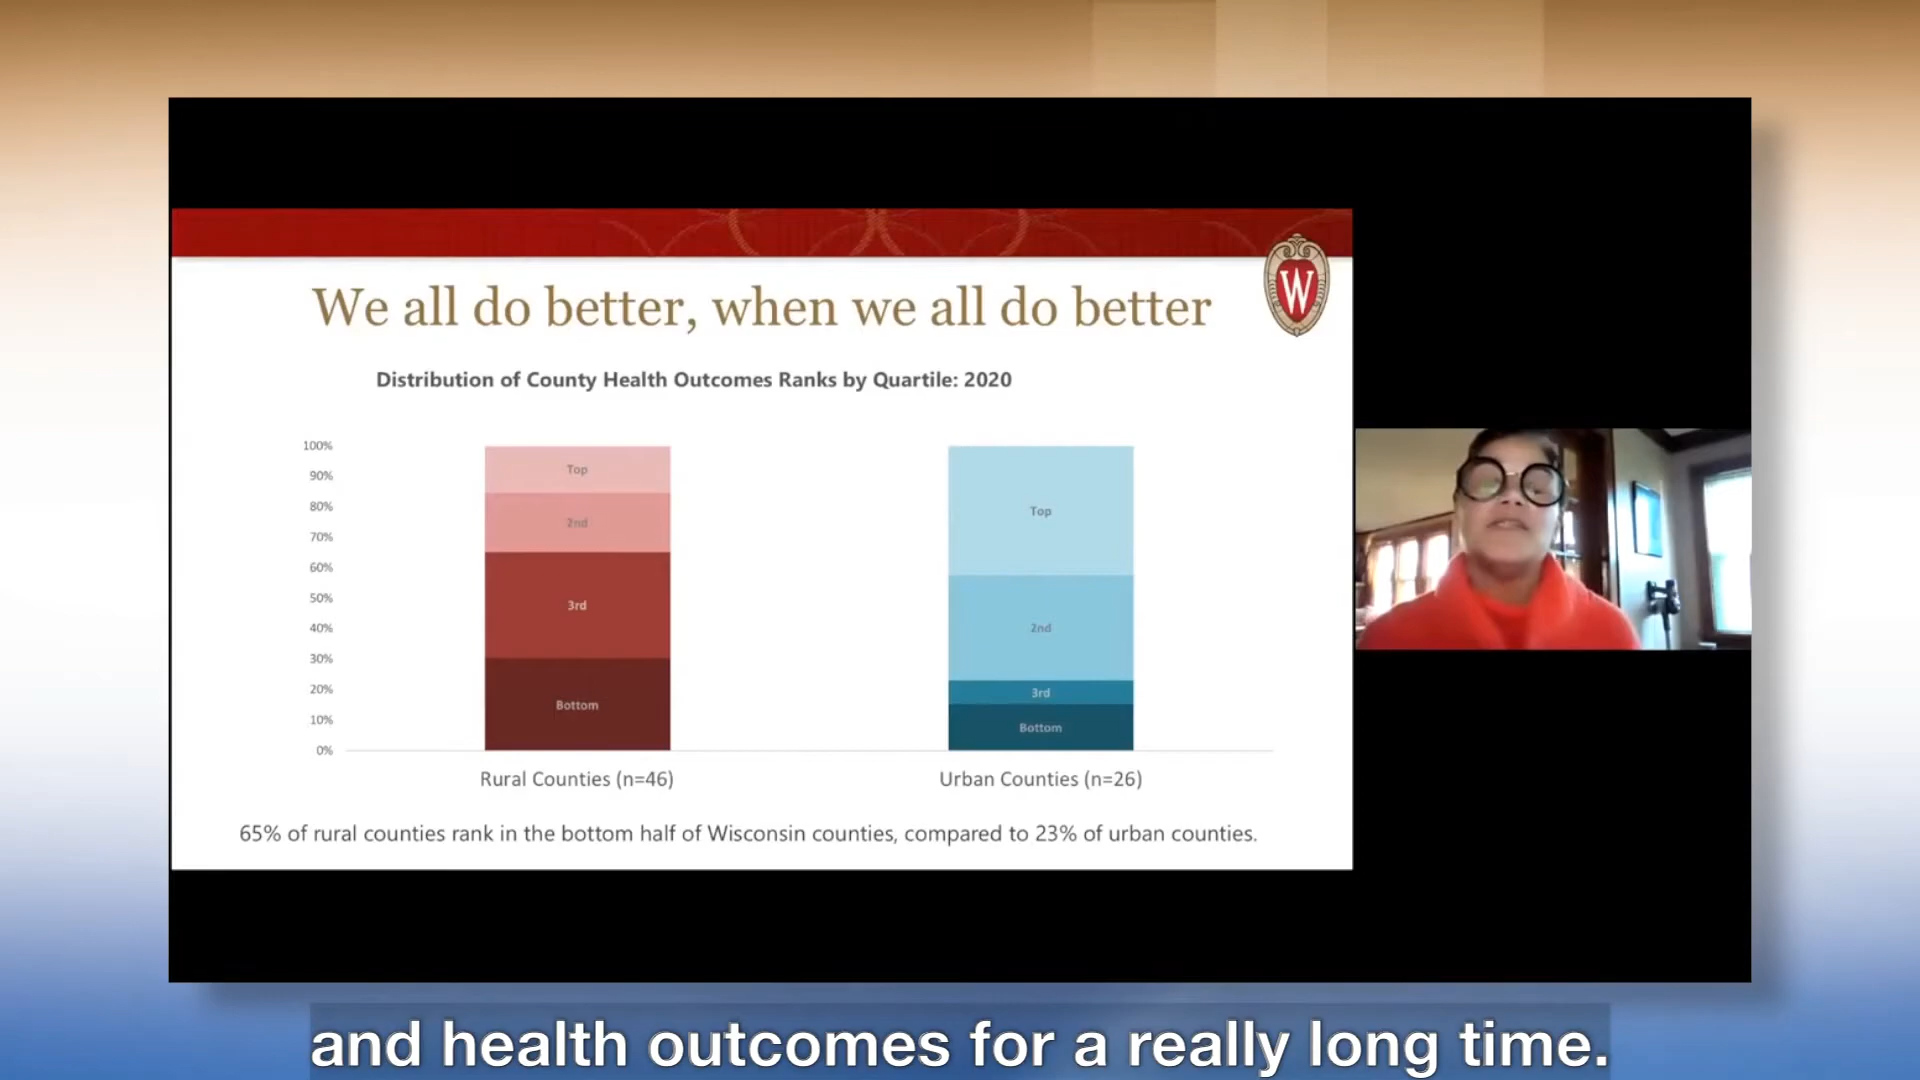 W
We all do better, when we all do better
Distribution of County Health Outcomes Ranks by Quartile: 2020
100%
90%
80%
70%
60%
50%
40%
30%
20%
10%
0%
Top
2nd
3rd
Bottom
Top
2nd
3rd
Bottom
Rural Counties (n=46)
Urban Counties (n=26)
65% of rural counties rank in the bottom half of Wisconsin counties, compared to 23% of urban counties.
and health outcomes for a really long time.